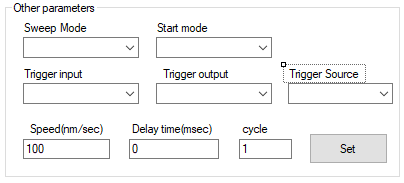 Other parameters
Sweep Mode Start mode
Trigger input Trigger output Trigger Source
Speed(nm/sec) Delay time(msec) cycle
100 0 1 Set